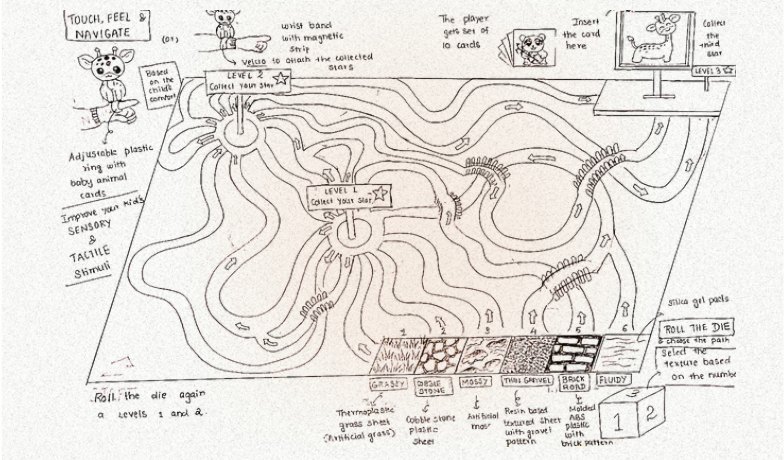 TOUCH, FEEL &
NAVIGATE
(or)
wrist band
with magnetic
strip
velcro to attach the collected
stars
The player
gets set of
10 cards
Insert
the card
here
Collect
the
third
star
LEVEL 3
Based
on the
child's
comfort
LEVEL 2
Collect Your Star
Adjustable plastic
ring with
baby animal
cards
LEVEL 1
Collect Your Star
Improve your kid's
SENSORY
&
TACTILE
Stimuli
silica gel pads
1 2 3 4 5 6
ROLL THE DIE
& choose the path
Select the
texture based
on the numbe
GRASSY
COBBLE
STONE
MOSSY
THIN GRAVEL
BRICK
ROAD
FLUIDY
Roll the die again
a Levels 1 and 2.
Thermoplastic
grass sheet
(Artificial grass)
Cobble stone
plastic
sheet
Artificial
moss
Resin based
textured sheet
with gravel
pattern
Molded
ABS
plastic
with
brick pattern
1 2 3